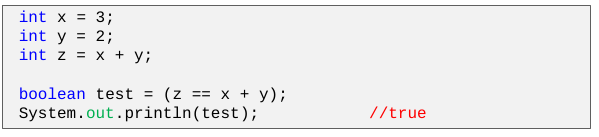 int x = 3;
int y = 2;
int z = x + y;
boolean test = (z == x + y);
System.out.println(test); //true